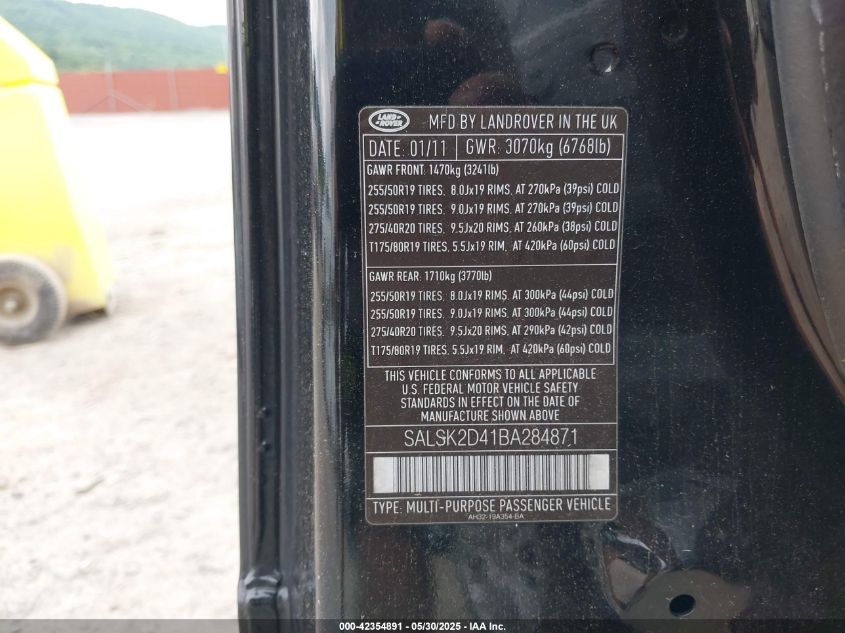 LAND ROVER
MFD BY LANDROVER IN THE UK
DATE: 01/11 GWR: 3070kg (6768lb)
GAWR FRONT: 1470kg (3241lb)
255/50R19 TIRES. 8.0Jx19 RIMS. AT 270kPa (39psi) COLD
255/50R19 TIRES. 9.0Jx19 RIMS. AT 270kPa (39psi) COLD
275/40R20 TIRES. 9.5Jx20 RIMS. AT 260kPa (38psi) COLD
T175/80R19 TIRES. 5.5Jx19 RIM. AT 420kPa (60psi) COLD
GAWR REAR: 1710kg (3770lb)
255/50R19 TIRES. 8.0Jx19 RIMS. AT 300kPa (44psi) COLD
255/50R19 TIRES. 9.0Jx19 RIMS. AT 300kPa (44psi) COLD
275/40R20 TIRES. 9.5Jx20 RIMS. AT 290kPa (42psi) COLD
T175/80R19 TIRES. 5.5Jx19 RIM. AT 420kPa (60psi) COLD
THIS VEHICLE CONFORMS TO ALL APPLICABLE
U.S. FEDERAL MOTOR VEHICLE SAFETY
STANDARDS IN EFFECT ON THE DATE OF
MANUFACTURE SHOWN ABOVE
SALSK2D41BA284871
TYPE: MULTI-PURPOSE PASSENGER VEHICLE
AH32-19A354-BA
000-42354891 - 05/30/2025 - IAA Inc.